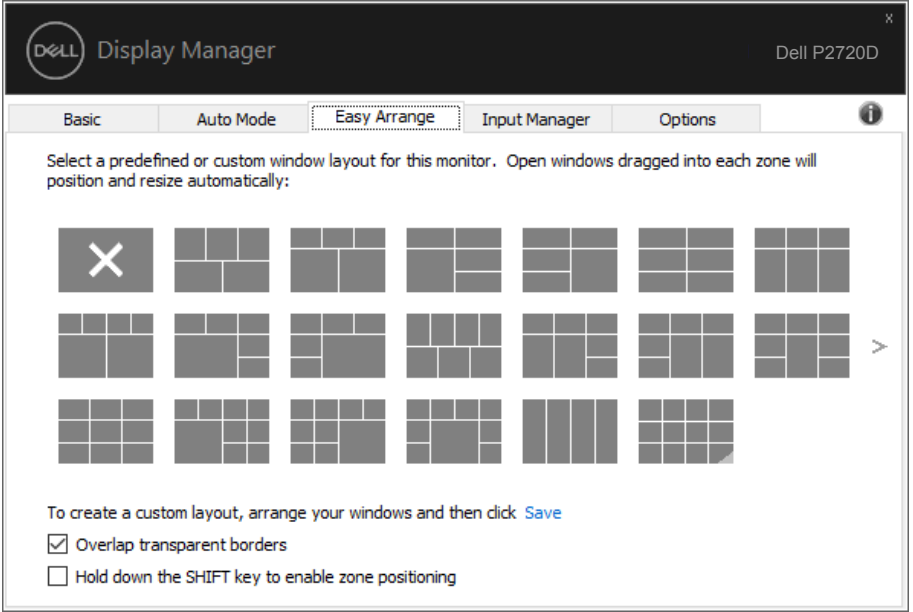 X
DELL Display Manager
Dell P2720D
Basic Auto Mode Easy Arrange Input Manager Options
Select a predefined or custom window layout for this monitor. Open windows dragged into each zone will
position and resize automatically:
>
To create a custom layout, arrange your windows and then click Save
Overlap transparent borders
Hold down the SHIFT key to enable zone positioning